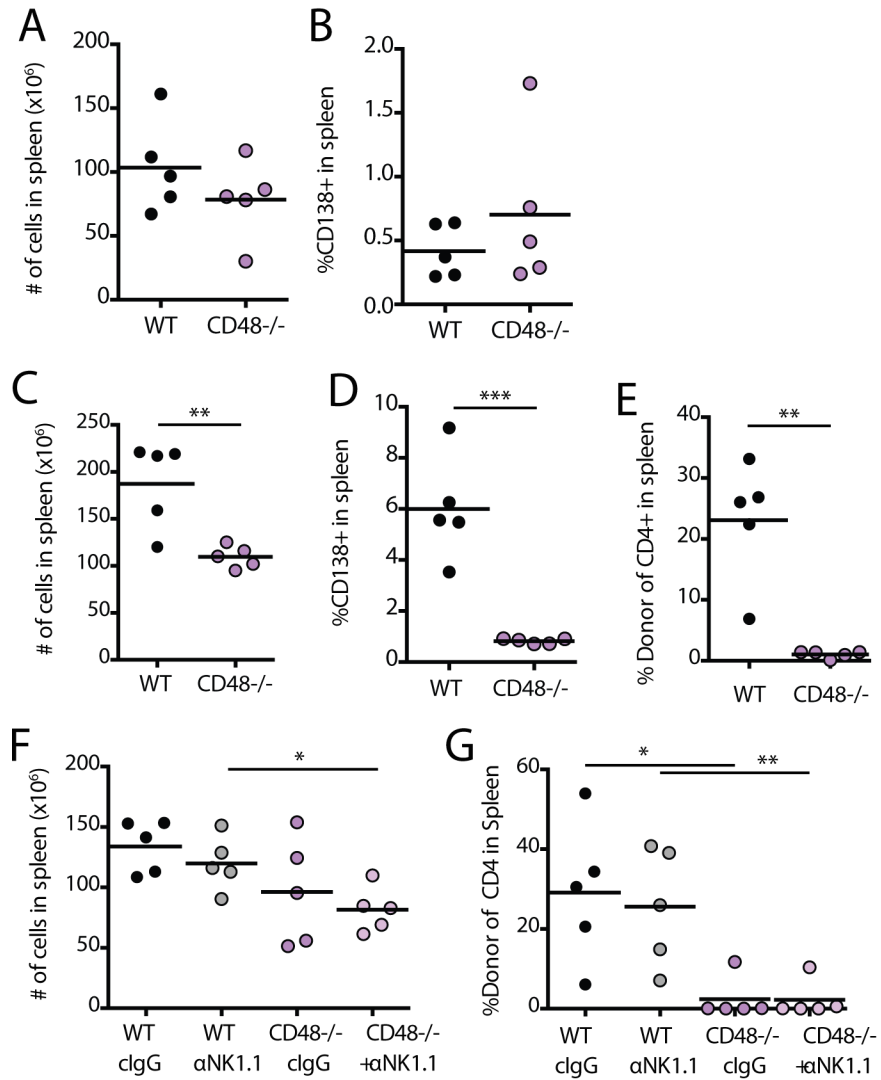 A
# of cells in spleen (x10⁶)
200
150
100
50
0
WT CD48-/-
B
%CD138+ in spleen
2.0
1.5
1.0
0.5
0.0
WT CD48-/-
C
# of cells in spleen (x10⁶)
250
200
150
100
50
0
**
WT CD48-/-
D
%CD138+ in spleen
10
8
6
4
2
0
***
WT CD48-/-
E
% Donor of CD4+ in spleen
40
30
20
10
0
**
WT CD48-/-
F
# of cells in spleen (x10⁶)
200
150
100
50
0
*
WT WT CD48-/- CD48-/-
cIgG αNK1.1 cIgG +αNK1.1
G
%Donor of CD4 in Spleen
60
40
20
0
* **
WT WT CD48-/- CD48-/-
cIgG αNK1.1 cIgG +αNK1.1